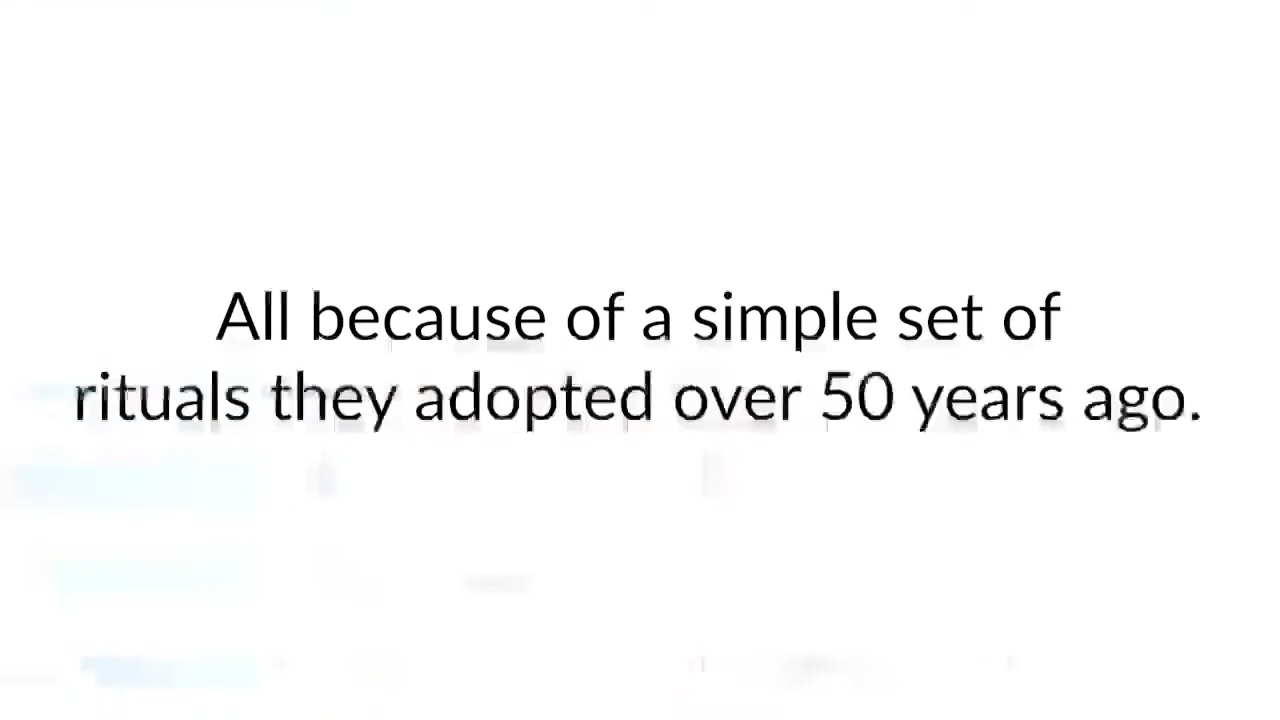 All because of a simple set of
rituals they adopted over 50 years ago.